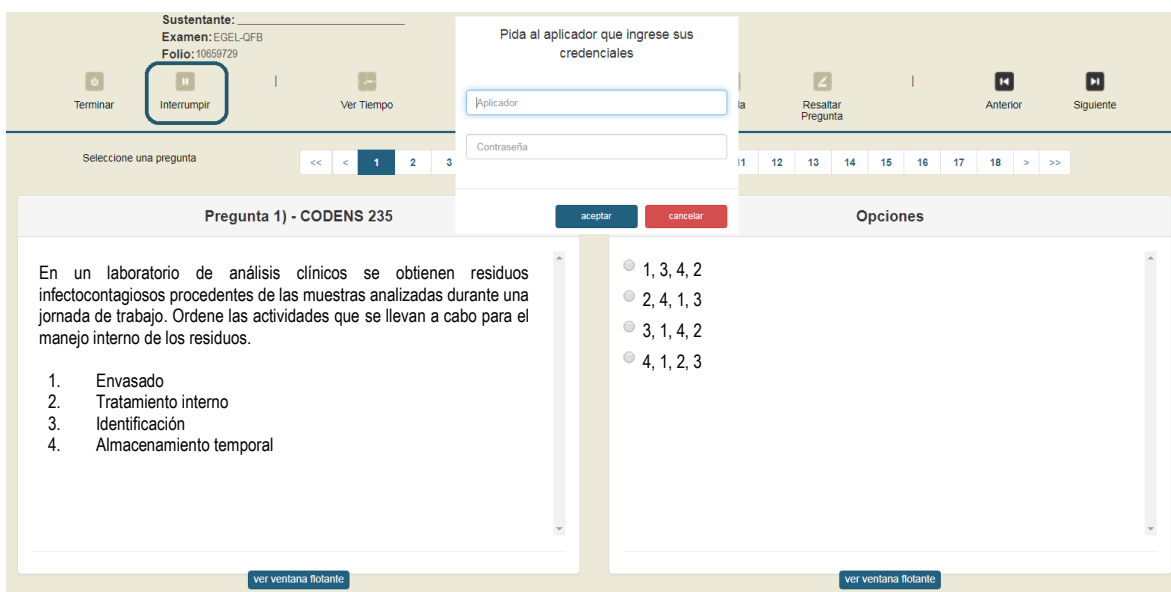 Sustentante: ____________________
Examen: EGEL-QFB
Folio: 10659729
Terminar
Interrumpir
Ver Tiempo
Resaltar
Pregunta
Anterior
Siguiente
Pida al aplicador que ingrese sus
credenciales
Aplicador
Contraseña
aceptar
cancelar
Seleccione una pregunta
<< < 1 2 3 11 12 13 14 15 16 17 18 > >>
Pregunta 1) - CODENS 235
En un laboratorio de análisis clínicos se obtienen residuos
infectocontagiosos procedentes de las muestras analizadas durante una
jornada de trabajo. Ordene las actividades que se llevan a cabo para el
manejo interno de los residuos.
1. Envasado
2. Tratamiento interno
3. Identificación
4. Almacenamiento temporal
ver ventana flotante
Opciones
1, 3, 4, 2
2, 4, 1, 3
3, 1, 4, 2
4, 1, 2, 3
ver ventana flotante